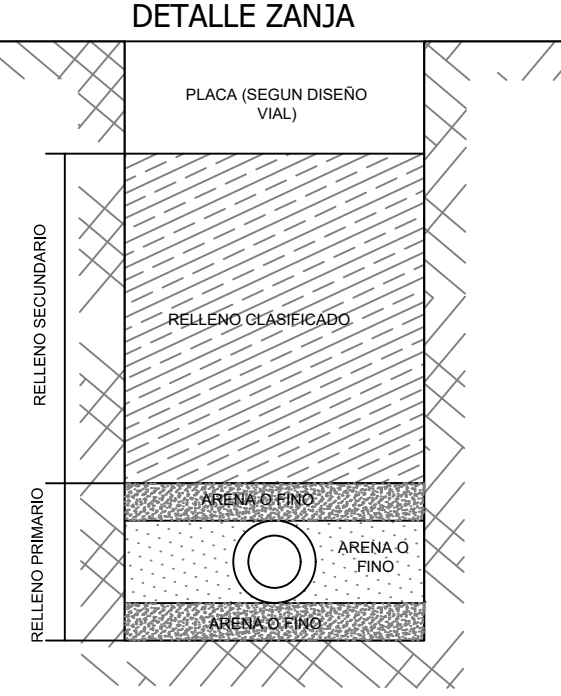 DETALLE ZANJA
PLACA (SEGUN DISEÑO
VIAL)
RELLENO SECUNDARIO
RELLENO CLASIFICADO
RELLENO PRIMARIO
ARENA O FINO
ARENA O
FINO
ARENA O FINO